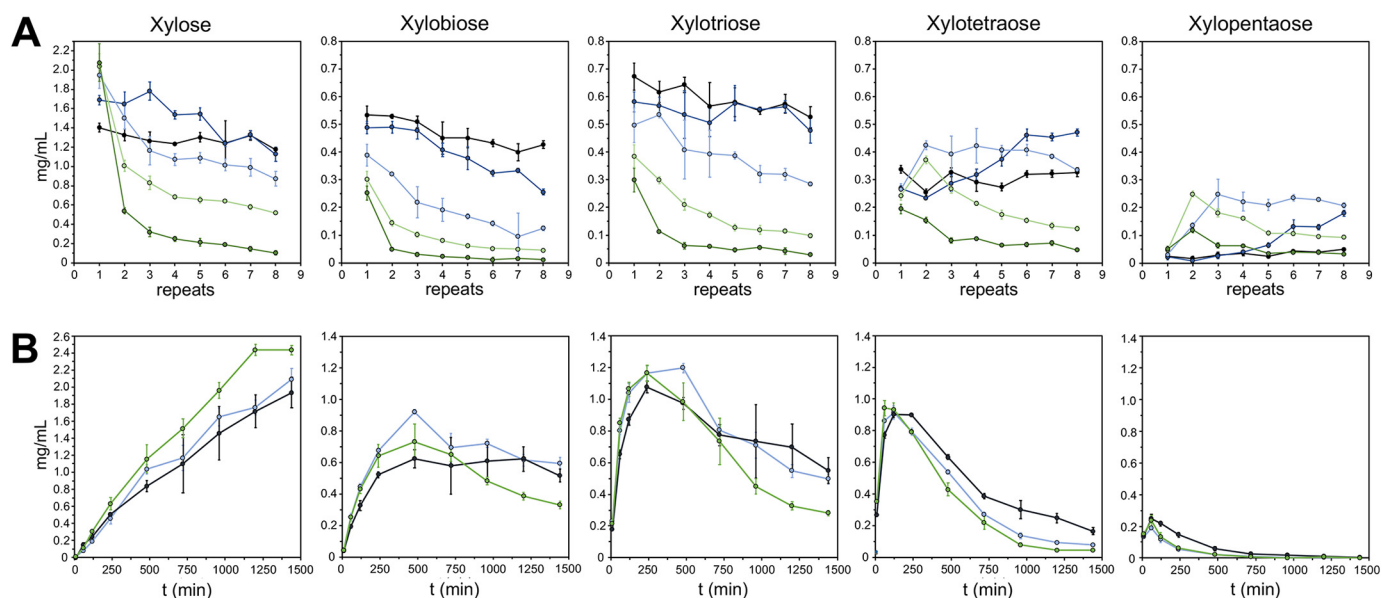 A
Xylose Xylobiose Xylotriose Xylotetraose Xylopentaose
mg/mL
2.2 2.0 1.8 1.6 1.4 1.2 1.0 0.8 0.6 0.4 0.2 0
0.8 0.7 0.6 0.5 0.4 0.3 0.2 0.1 0
0.8 0.7 0.6 0.5 0.4 0.3 0.2 0.1 0
0.8 0.7 0.6 0.5 0.4 0.3 0.2 0.1 0
0.8 0.7 0.6 0.5 0.4 0.3 0.2 0.1 0
0 1 2 3 4 5 6 7 8 9 0 1 2 3 4 5 6 7 8 9 0 1 2 3 4 5 6 7 8 9 0 1 2 3 4 5 6 7 8 9 0 1 2 3 4 5 6 7 8 9
repeats repeats repeats repeats repeats
B
mg/mL
2.6 2.4 2.2 2.0 1.8 1.6 1.4 1.2 1.0 0.8 0.6 0.4 0.2 0
1.4 1.2 1.0 0.8 0.6 0.4 0.2 0
1.4 1.2 1.0 0.8 0.6 0.4 0.2 0
1.4 1.2 1.0 0.8 0.6 0.4 0.2 0
1.4 1.2 1.0 0.8 0.6 0.4 0.2 0
0 250 500 750 1000 1250 1500 0 250 500 750 1000 1250 1500 0 250 500 750 1000 1250 1500 0 250 500 750 1000 1250 1500 0 250 500 750 1000 1250 1500
t (min) t (min) t (min) t (min) t (min)